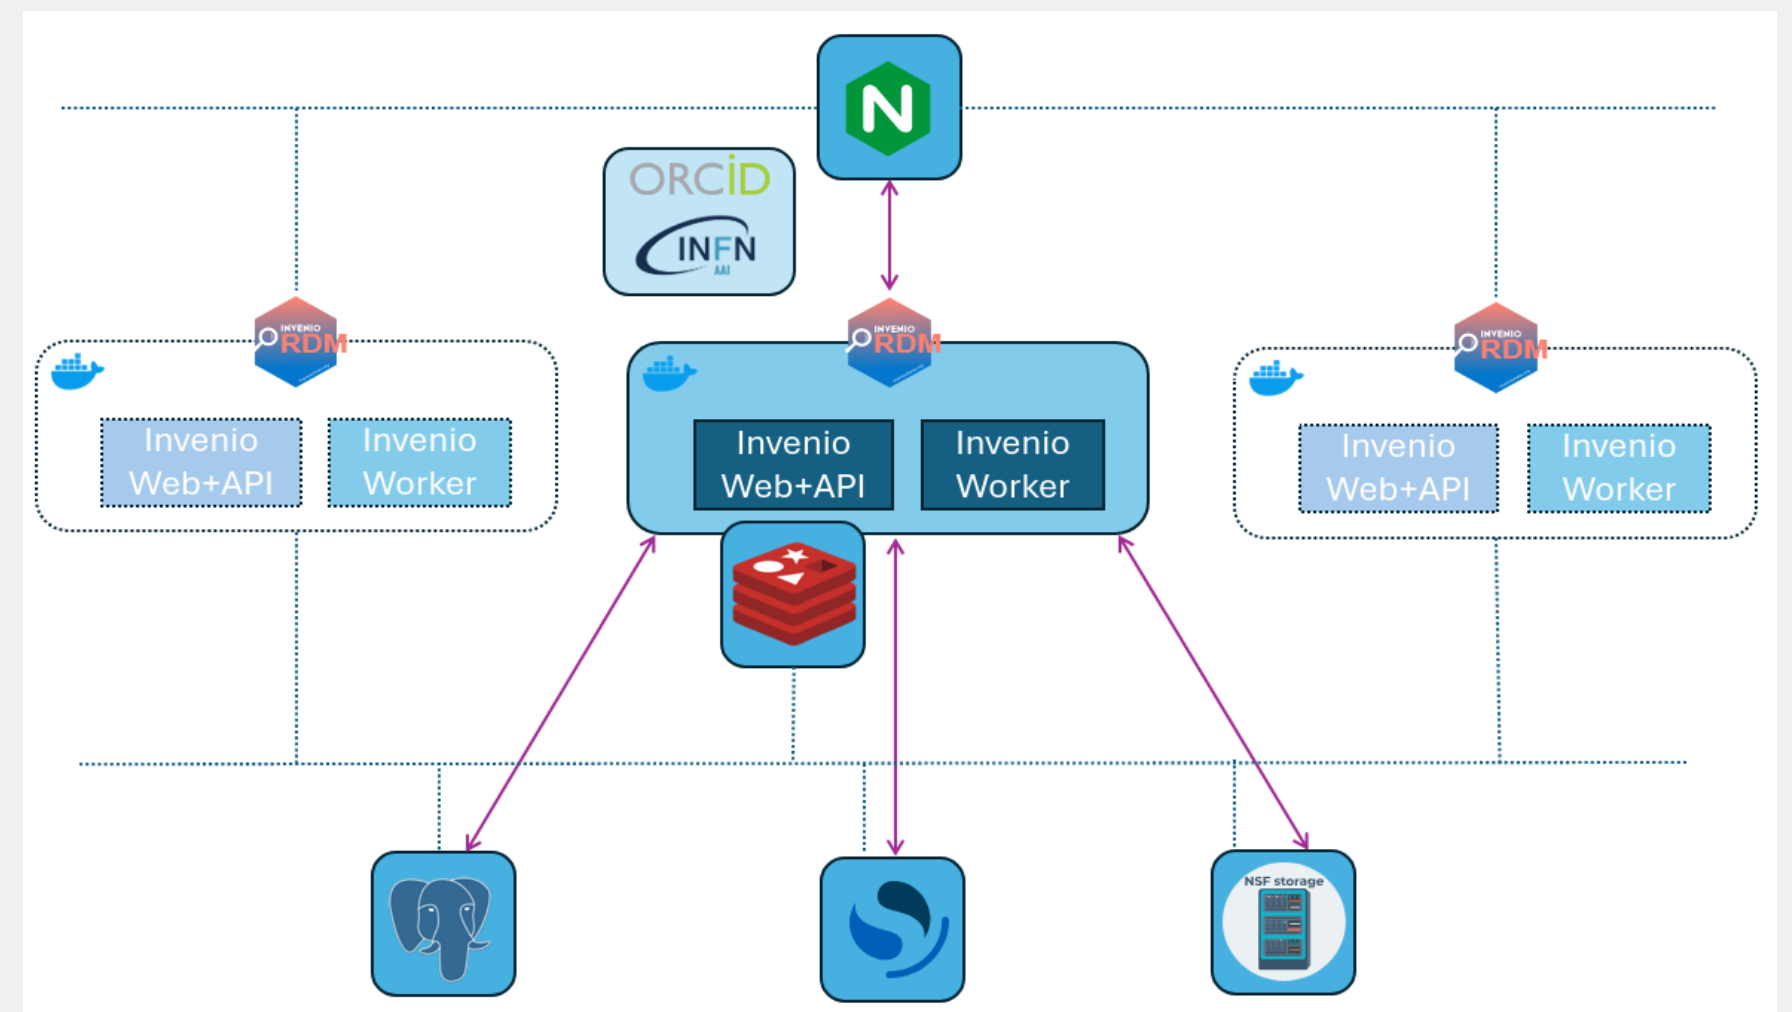 N
ORCiD
INFN
AAI
INVENIO
RDM
INVENIO
RDM
INVENIO
RDM
Invenio
Web+API
Invenio
Worker
Invenio
Web+API
Invenio
Worker
Invenio
Web+API
Invenio
Worker
NSF storage